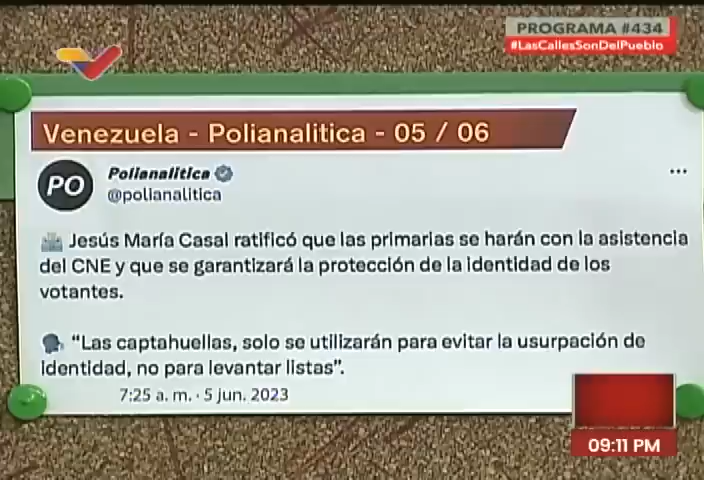 PROGRAMA #434
#LasCallesSonDelPueblo
Venezuela - Polianalitica - 05 / 06
PO
Polianalitica
@polianalitica
Jesús María Casal ratificó que las primarias se harán con la asistencia
del CNE y que se garantizará la protección de la identidad de los
votantes.
“Las captahuellas, solo se utilizarán para evitar la usurpación de
identidad, no para levantar listas”.
7:25 a. m. · 5 jun. 2023
09:11 PM